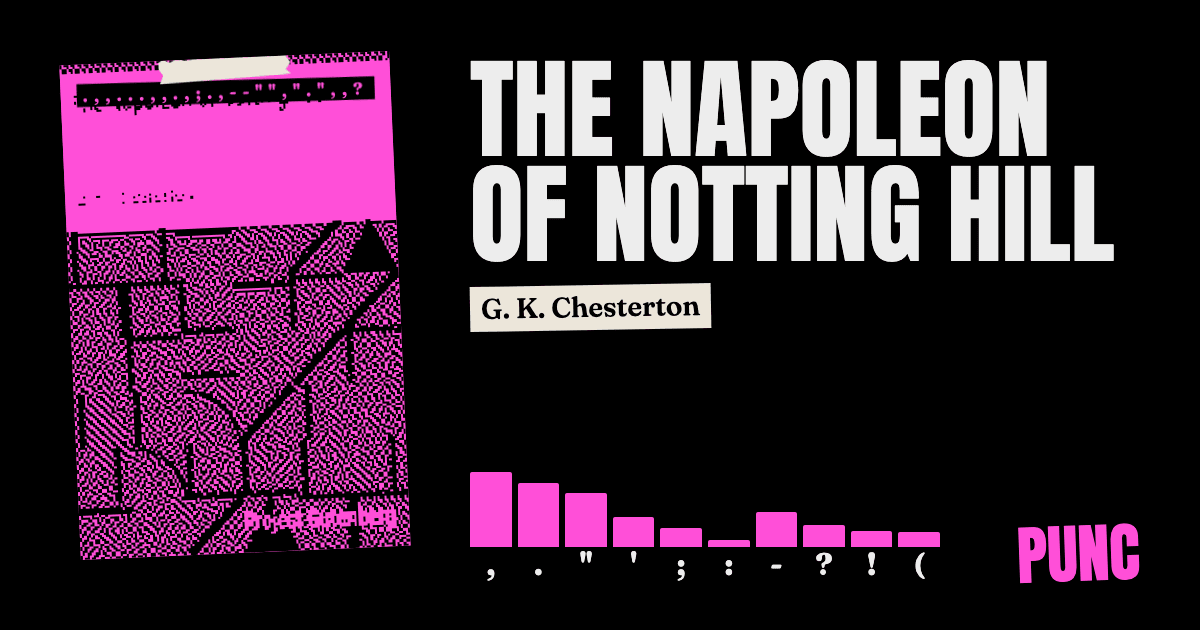 .,,...,,.,;.,--"","."",,?
THE NAPOLEON
OF NOTTING HILL
G. K. Chesterton
, . " ' ; : - ? ! (
PUNC